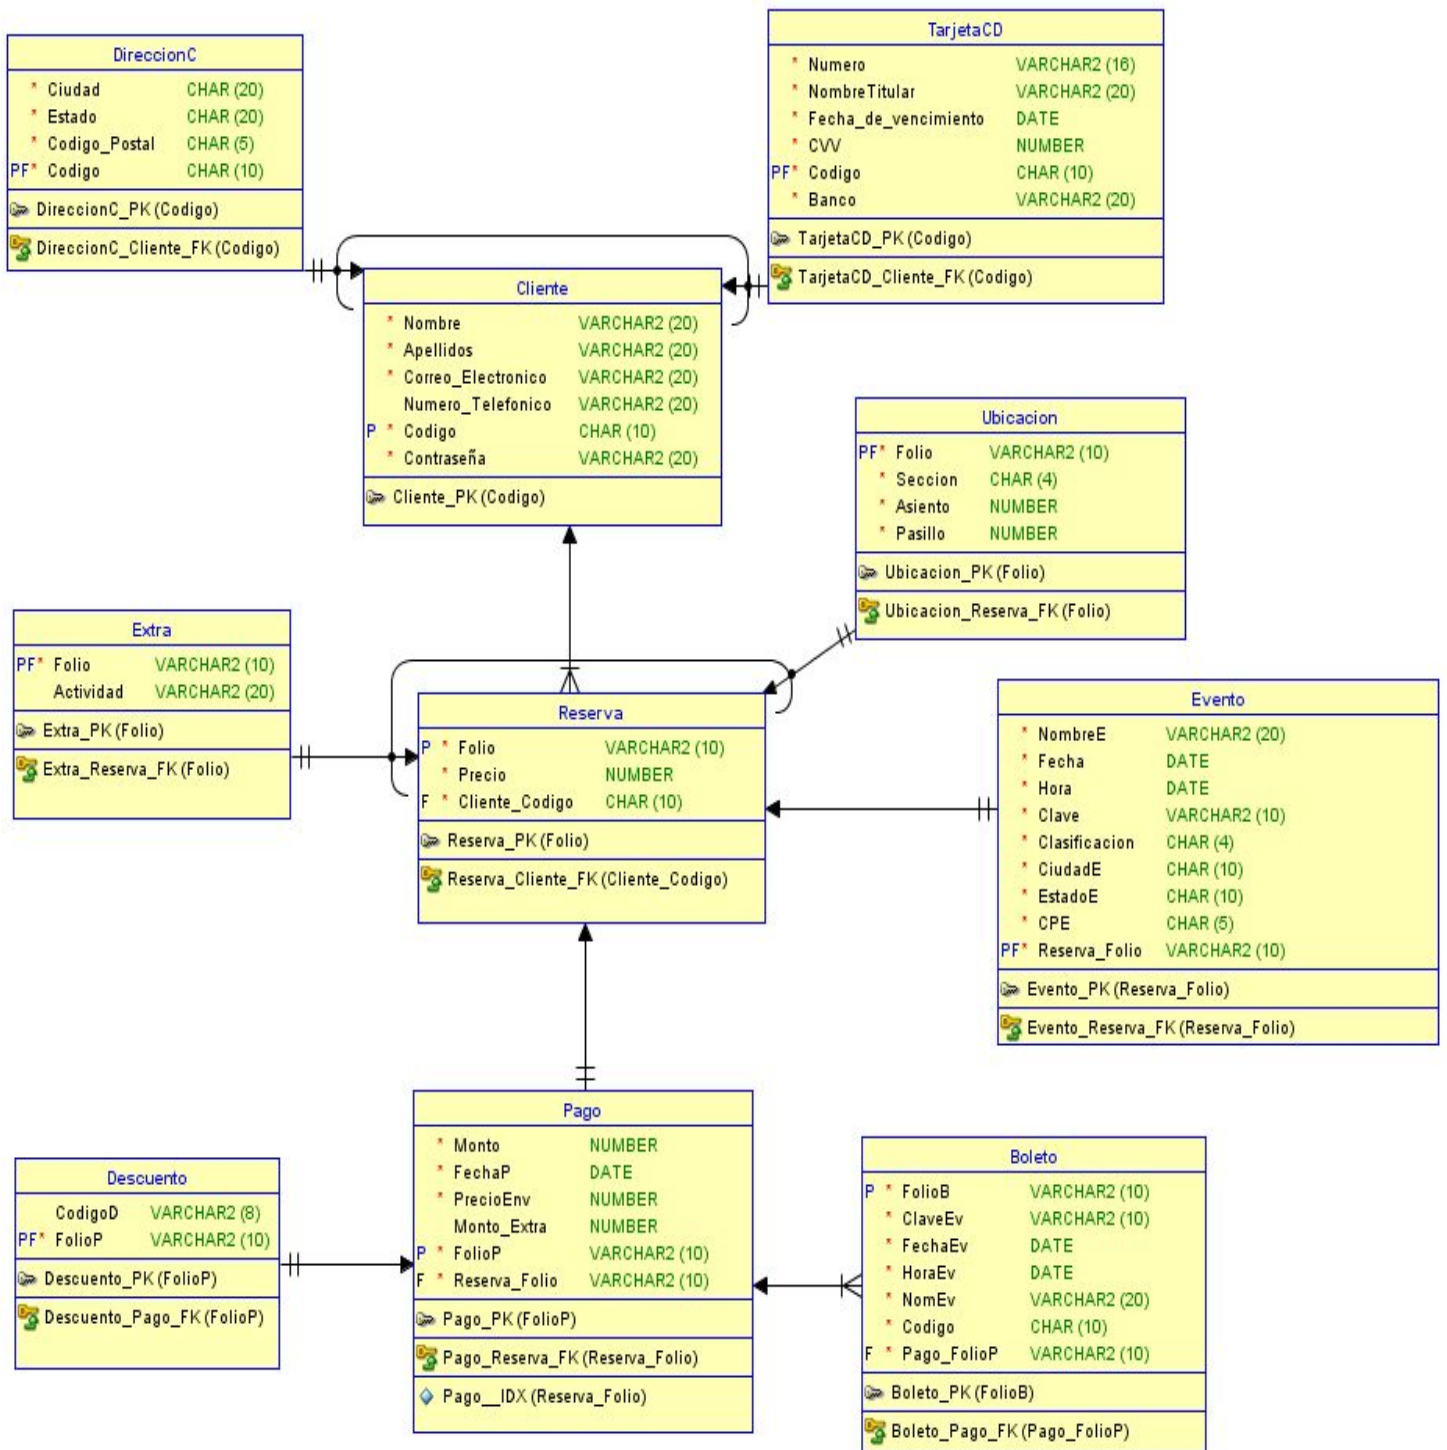 DireccionC
* Ciudad CHAR (20)
* Estado CHAR (20)
* Codigo_Postal CHAR (5)
PF* Codigo CHAR (10)
DireccionC_PK (Codigo)
DireccionC_Cliente_FK (Codigo)
TarjetaCD
* Numero VARCHAR2 (16)
* NombreTitular VARCHAR2 (20)
* Fecha_de_vencimiento DATE
* CVV NUMBER
PF* Codigo CHAR (10)
* Banco VARCHAR2 (20)
TarjetaCD_PK (Codigo)
TarjetaCD_Cliente_FK (Codigo)
Cliente
* Nombre VARCHAR2 (20)
* Apellidos VARCHAR2 (20)
* Correo_Electronico VARCHAR2 (20)
Numero_Telefonico VARCHAR2 (20)
P * Codigo CHAR (10)
* Contraseña VARCHAR2 (20)
Cliente_PK (Codigo)
Ubicacion
PF* Folio VARCHAR2 (10)
* Seccion CHAR (4)
* Asiento NUMBER
* Pasillo NUMBER
Ubicacion_PK (Folio)
Ubicacion_Reserva_FK (Folio)
Extra
PF* Folio VARCHAR2 (10)
Actividad VARCHAR2 (20)
Extra_PK (Folio)
Extra_Reserva_FK (Folio)
Reserva
P * Folio VARCHAR2 (10)
* Precio NUMBER
F * Cliente_Codigo CHAR (10)
Reserva_PK (Folio)
Reserva_Cliente_FK (Cliente_Codigo)
Evento
* NombreE VARCHAR2 (20)
* Fecha DATE
* Hora DATE
* Clave VARCHAR2 (10)
* Clasificacion CHAR (4)
* CiudadE CHAR (10)
* EstadoE CHAR (10)
* CPE CHAR (5)
PF* Reserva_Folio VARCHAR2 (10)
Evento_PK (Reserva_Folio)
Evento_Reserva_FK (Reserva_Folio)
Descuento
CodigoD VARCHAR2 (8)
PF* FolioP VARCHAR2 (10)
Descuento_PK (FolioP)
Descuento_Pago_FK (FolioP)
Pago
* Monto NUMBER
* FechaP DATE
* PrecioEnv NUMBER
Monto_Extra NUMBER
P * FolioP VARCHAR2 (10)
F * Reserva_Folio VARCHAR2 (10)
Pago_PK (FolioP)
Pago_Reserva_FK (Reserva_Folio)
Pago__IDX (Reserva_Folio)
Boleto
P * FolioB VARCHAR2 (10)
* ClaveEv VARCHAR2 (10)
* FechaEv DATE
* HoraEv DATE
* NomEv VARCHAR2 (20)
* Codigo CHAR (10)
F * Pago_FolioP VARCHAR2 (10)
Boleto_PK (FolioB)
Boleto_Pago_FK (Pago_FolioP)